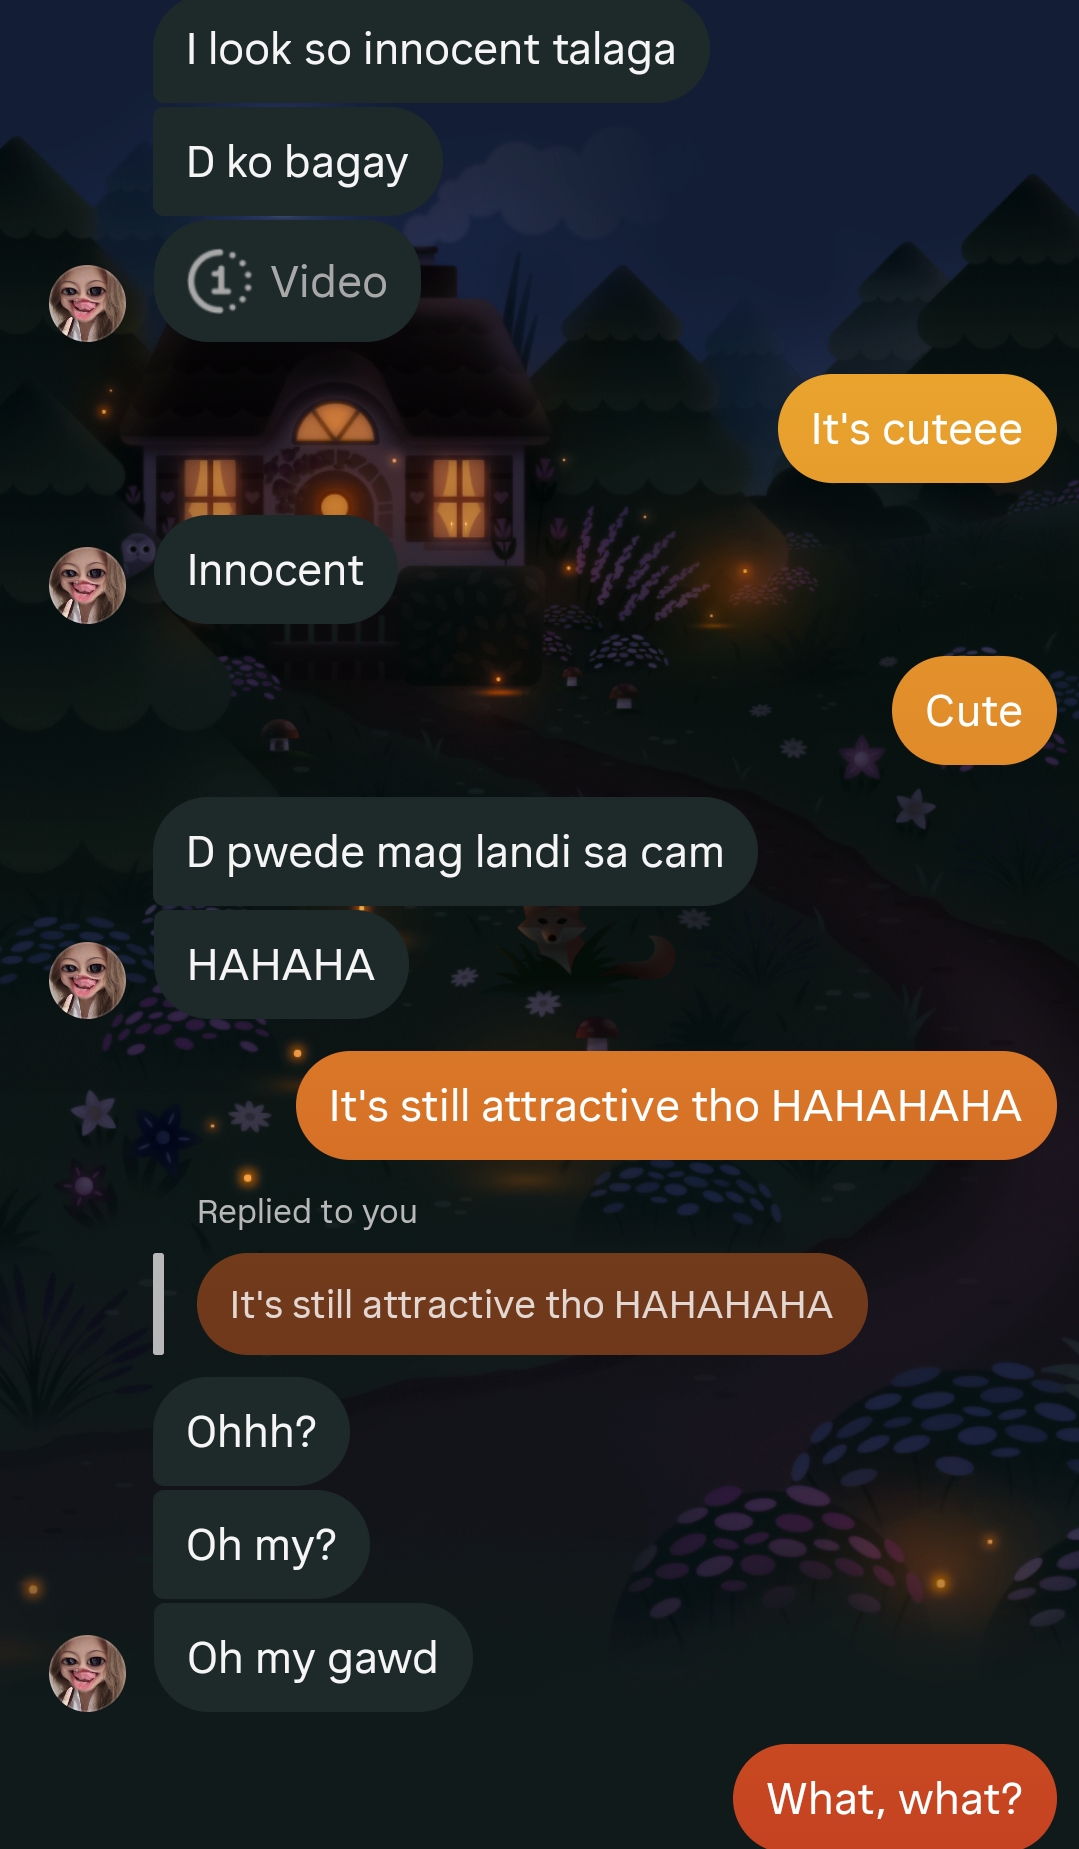 I look so innocent talaga
D ko bagay
1 Video
It's cuteee
Innocent
Cute
D pwede mag landi sa cam
HAHAHA
It's still attractive tho HAHAHAHA
Replied to you
It's still attractive tho HAHAHAHA
Ohhh?
Oh my?
Oh my gawd
What, what?